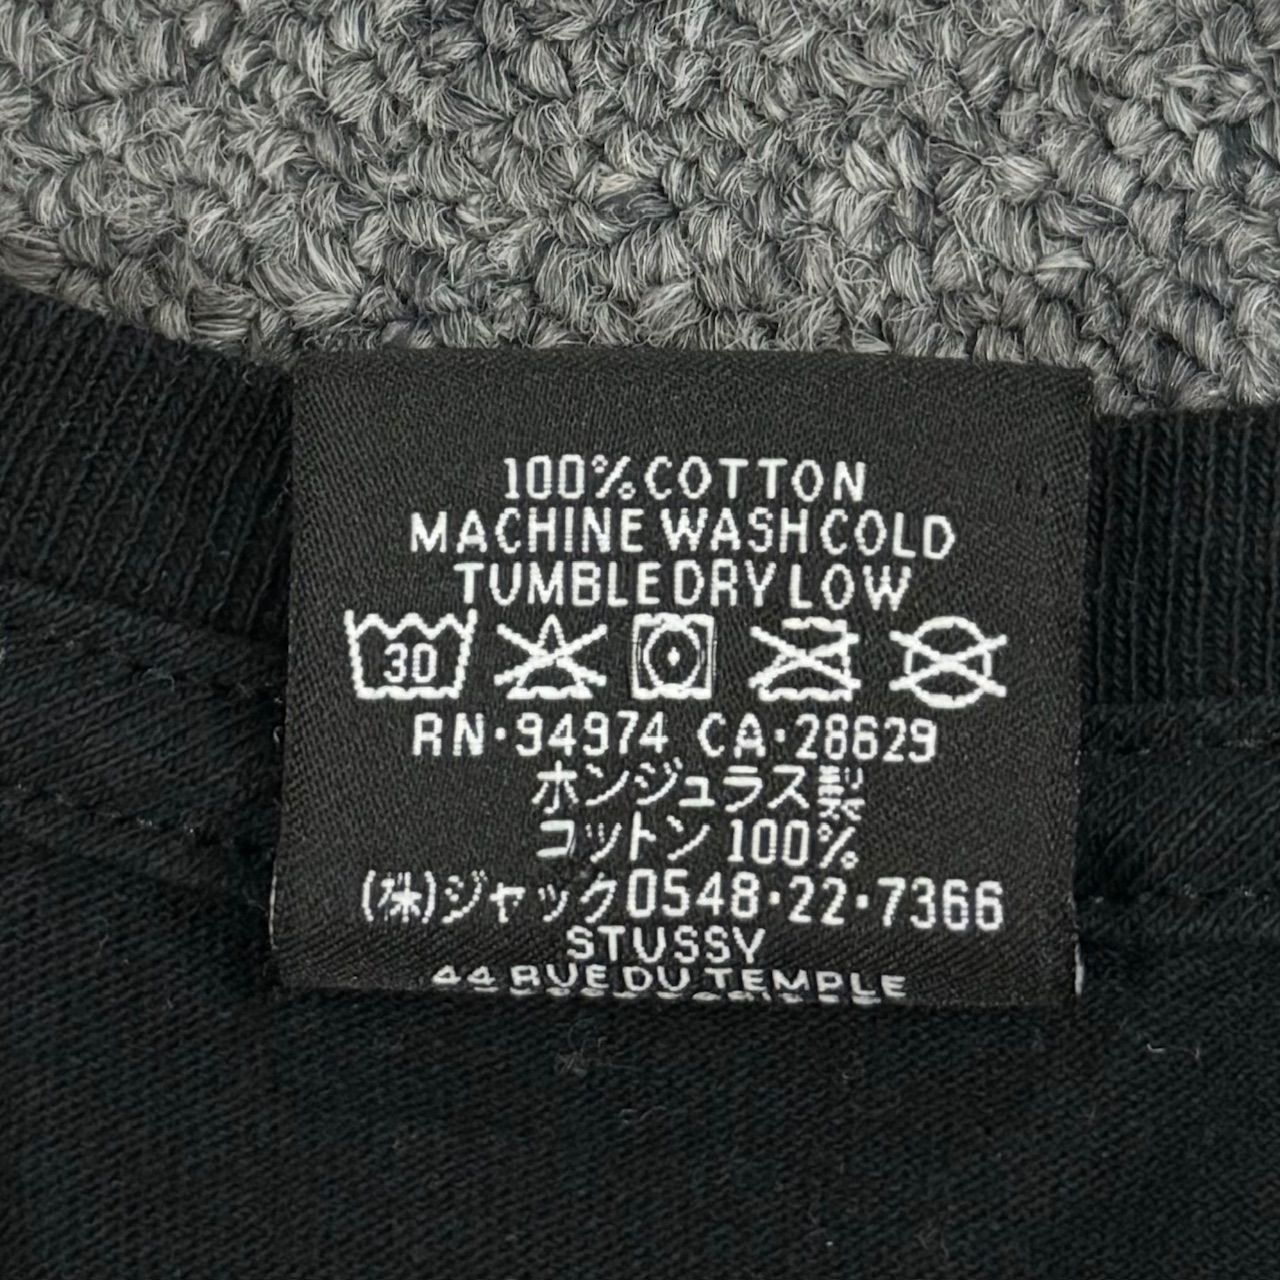 100% COTTON
MACHINE WASH COLD
TUMBLE DRY LOW
30
RN・94974 CA・28629
ホンジュラス製
コットン 100%
(株)ジャック0548・22・7366
STUSSY
44 RUE DU TEMPLE